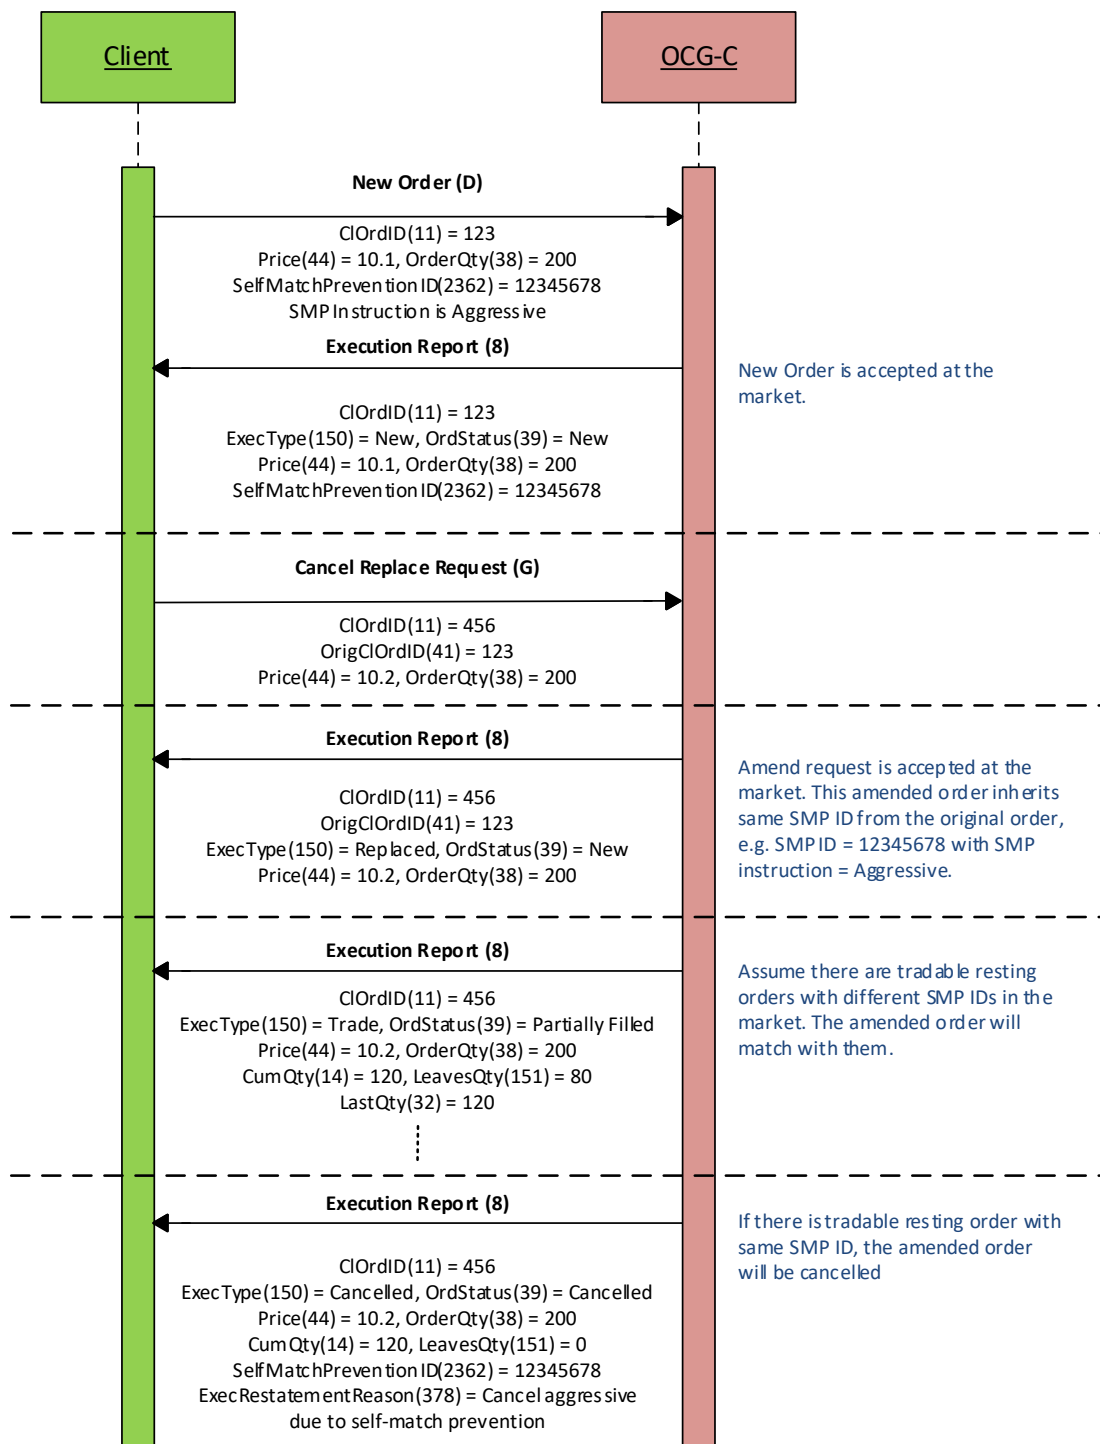 Client
OCG-C
New Order (D)
ClOrdID(11) = 123
Price(44) = 10.1, OrderQty(38) = 200
SelfMatchPreventionID(2362) = 12345678
SMP Instruction is Aggressive
Execution Report (8)
New Order is accepted at the
market.
ClOrdID(11) = 123
ExecType(150) = New, OrdStatus(39) = New
Price(44) = 10.1, OrderQty(38) = 200
SelfMatchPreventionID(2362) = 12345678
Cancel Replace Request (G)
ClOrdID(11) = 456
OrigClOrdID(41) = 123
Price(44) = 10.2, OrderQty(38) = 200
Execution Report (8)
Amend request is accepted at the
market. This amended order inherits
same SMP ID from the original order,
e.g. SMP ID = 12345678 with SMP
instruction = Aggressive.
ClOrdID(11) = 456
OrigClOrdID(41) = 123
ExecType(150) = Replaced, OrdStatus(39) = New
Price(44) = 10.2, OrderQty(38) = 200
Execution Report (8)
Assume there are tradable resting
orders with different SMP IDs in the
market. The amended order will
match with them.
ClOrdID(11) = 456
ExecType(150) = Trade, OrdStatus(39) = Partially Filled
Price(44) = 10.2, OrderQty(38) = 200
CumQty(14) = 120, LeavesQty(151) = 80
LastQty(32) = 120
Execution Report (8)
If there is tradable resting order with
same SMP ID, the amended order
will be cancelled
ClOrdID(11) = 456
ExecType(150) = Cancelled, OrdStatus(39) = Cancelled
Price(44) = 10.2, OrderQty(38) = 200
CumQty(14) = 120, LeavesQty(151) = 0
SelfMatchPreventionID(2362) = 12345678
ExecRestatementReason(378) = Cancel aggressive
due to self-match prevention